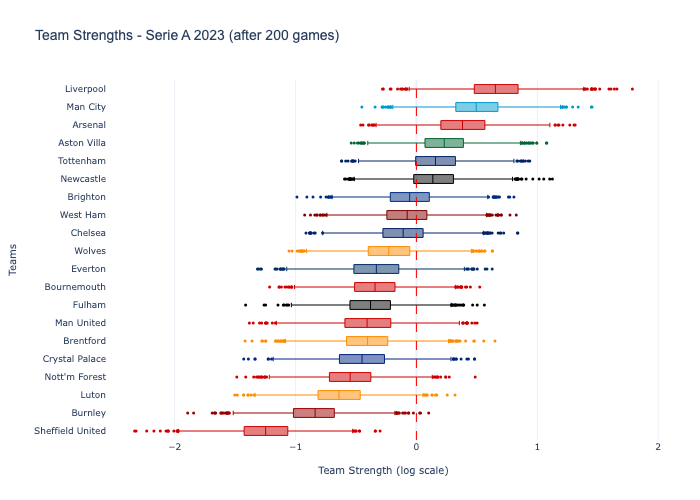 Team Strengths - Serie A 2023 (after 200 games)
Liverpool
Man City
Arsenal
Aston Villa
Tottenham
Newcastle
Brighton
West Ham
Chelsea
Wolves
Everton
Bournemouth
Fulham
Man United
Brentford
Crystal Palace
Nott'm Forest
Luton
Burnley
Sheffield United
Teams
−2
−1
0
1
2
Team Strength (log scale)